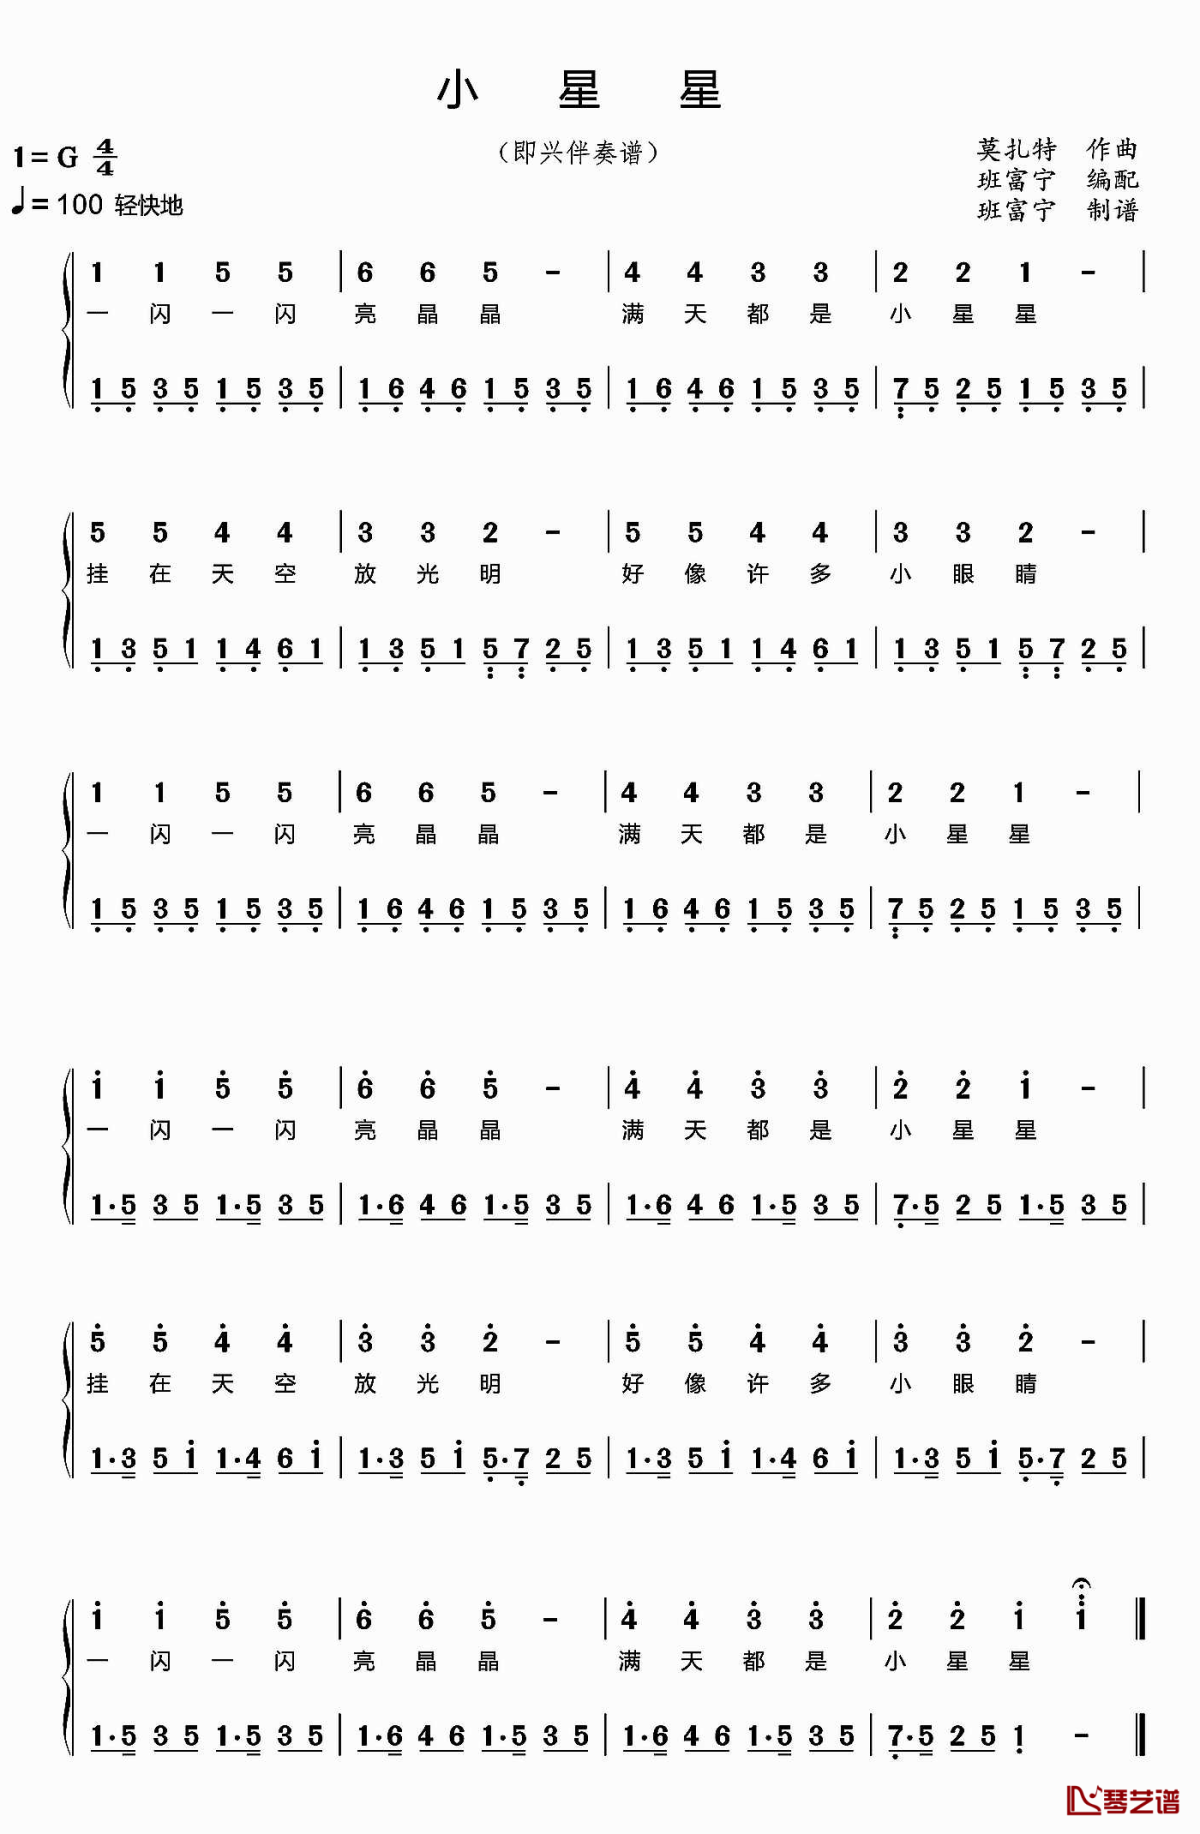 小 星 星
1=G 4/4
（即兴伴奏谱）
莫扎特 作曲
♩=100 轻快地
班富宁 编配
班富宁 制谱
1 1 5 5 | 6 6 5 - | 4 4 3 3 | 2 2 1 - |
一 闪 一 闪 亮 晶 晶 满 天 都 是 小 星 星
1 5 3 5 1 5 3 5 | 1 6 4 6 1 5 3 5 | 1 6 4 6 1 5 3 5 | 7 5 2 5 1 5 3 5 |
5 5 4 4 | 3 3 2 - | 5 5 4 4 | 3 3 2 - |
挂 在 天 空 放 光 明 好 像 许 多 小 眼 睛
1 3 5 1 1 4 6 1 | 1 3 5 1 5 7 2 5 | 1 3 5 1 1 4 6 1 | 1 3 5 1 5 7 2 5 |
1 1 5 5 | 6 6 5 - | 4 4 3 3 | 2 2 1 - |
一 闪 一 闪 亮 晶 晶 满 天 都 是 小 星 星
1 5 3 5 1 5 3 5 | 1 6 4 6 1 5 3 5 | 1 6 4 6 1 5 3 5 | 7 5 2 5 1 5 3 5 |
1 1 5 5 | 6 6 5 - | 4 4 3 3 | 2 2 1 - |
一 闪 一 闪 亮 晶 晶 满 天 都 是 小 星 星
1·5 3 5 1·5 3 5 | 1·6 4 6 1·5 3 5 | 1·6 4 6 1·5 3 5 | 7·5 2 5 1·5 3 5 |
5 5 4 4 | 3 3 2 - | 5 5 4 4 | 3 3 2 - |
挂 在 天 空 放 光 明 好 像 许 多 小 眼 睛
1·3 5 1 1·4 6 1 | 1·3 5 1 5·7 2 5 | 1·3 5 1 1·4 6 1 | 1·3 5 1 5·7 2 5 |
1 1 5 5 | 6 6 5 - | 4 4 3 3 | 2 2 1 1 ‖
一 闪 一 闪 亮 晶 晶 满 天 都 是 小 星 星
1·5 3 5 1·5 3 5 | 1·6 4 6 1·5 3 5 | 1·6 4 6 1·5 3 5 | 7·5 2 5 1 - ‖
琴艺谱